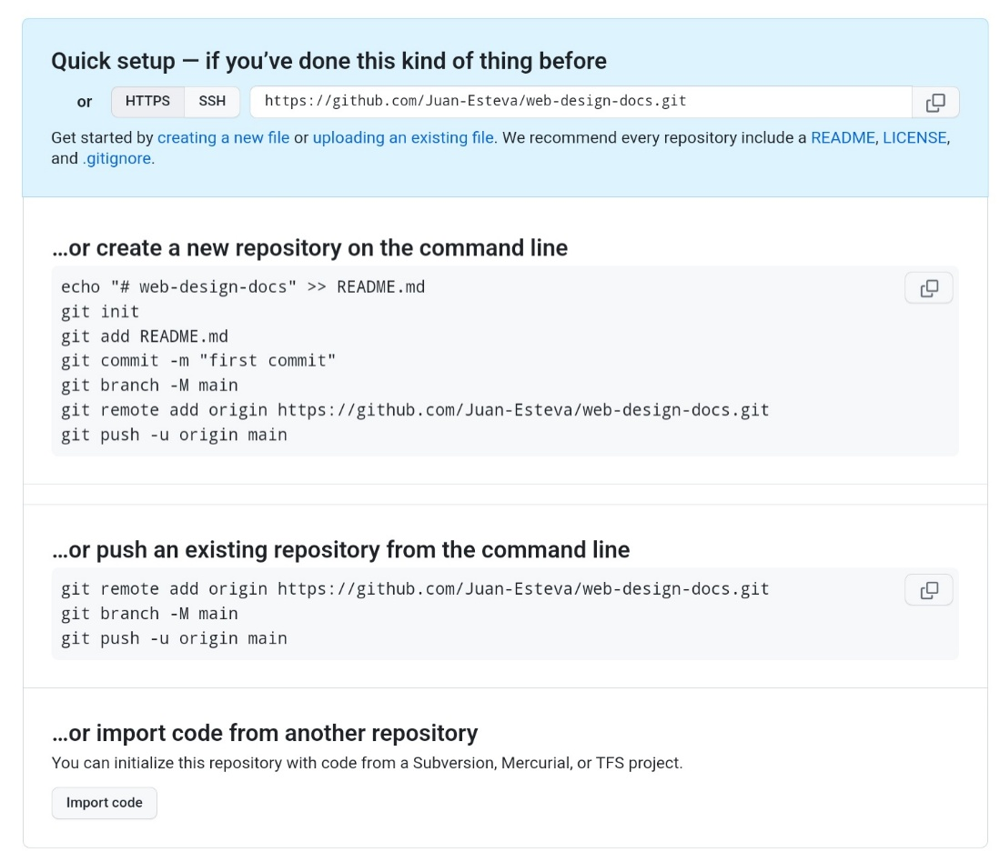 Quick setup — if you’ve done this kind of thing before
or HTTPS SSH https://github.com/Juan-Esteva/web-design-docs.git
Get started by creating a new file or uploading an existing file. We recommend every repository include a README, LICENSE,
and .gitignore.
…or create a new repository on the command line
echo "# web-design-docs" >> README.md
git init
git add README.md
git commit -m "first commit"
git branch -M main
git remote add origin https://github.com/Juan-Esteva/web-design-docs.git
git push -u origin main
…or push an existing repository from the command line
git remote add origin https://github.com/Juan-Esteva/web-design-docs.git
git branch -M main
git push -u origin main
…or import code from another repository
You can initialize this repository with code from a Subversion, Mercurial, or TFS project.
Import code